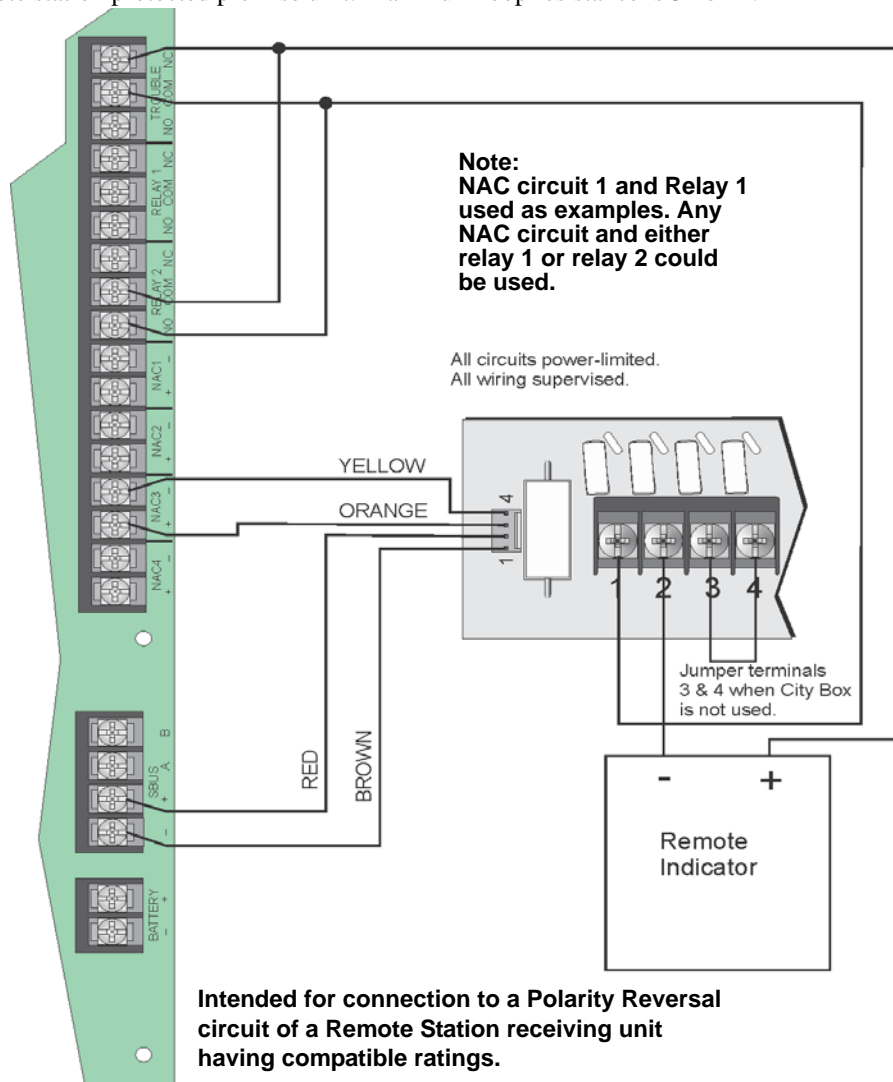 station protected premise
NC
COM
NO
TROUBLE
NC
COM
NO
RELAY 1
NC
COM
NO
RELAY 2
Note:
NAC circuit 1 and Relay 1
used as examples. Any
NAC circuit and either
relay 1 or relay 2 could
be used.
All circuits power-limited.
All wiring supervised.
− + NAC1
− + NAC2
− + NAC3
− + NAC4
YELLOW
ORANGE
4
1
1 2 3 4
Jumper terminals
3 & 4 when City Box
is not used.
B
A
+
−
SBUS
RED
BROWN
- +
Remote
Indicator
BATTERY
+
−
Intended for connection to a Polarity Reversal
circuit of a Remote Station receiving unit
having compatible ratings.